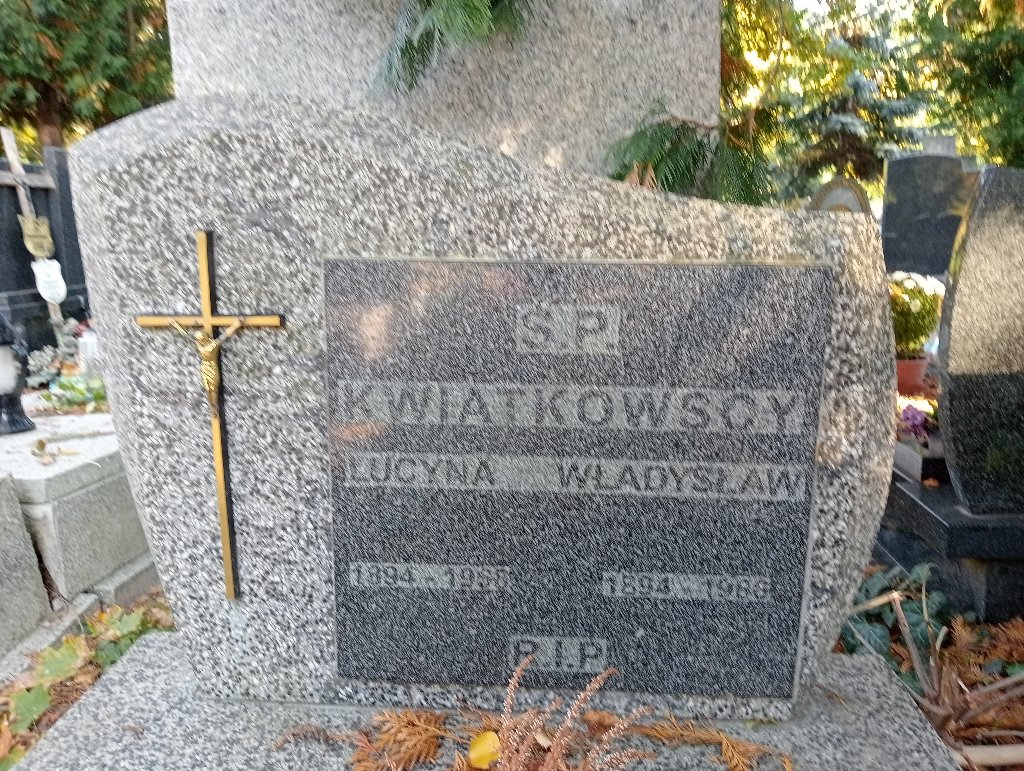 Ś.P.
KWIATKOWSCY
LUCYNA WŁADYSŁAW
R.I.P.